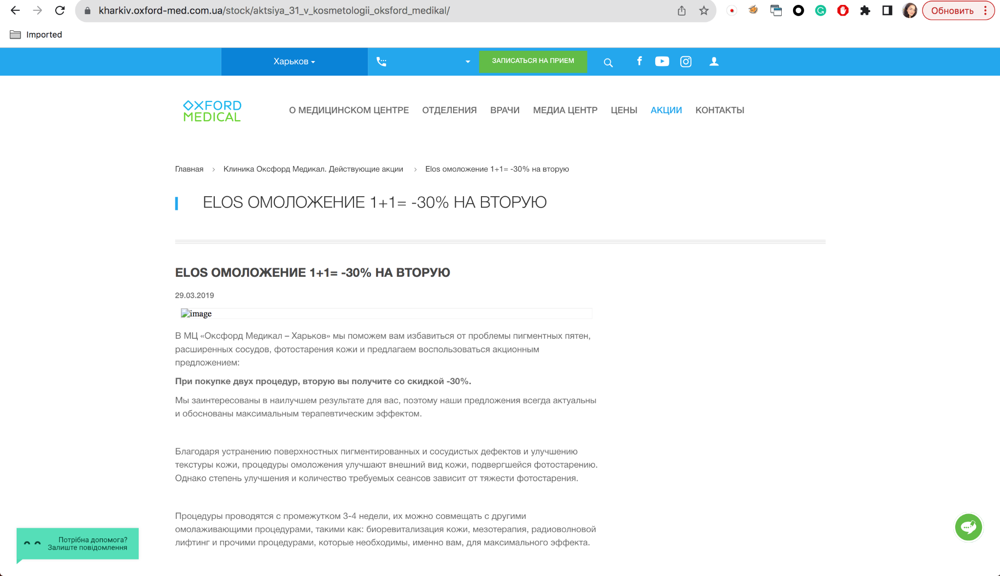 kharkiv.oxford-med.com.ua/stock/aktsiya_31_v_kosmetologii_oksford_medikal/
Обновить
Imported
Харьков
ЗАПИСАТЬСЯ НА ПРИЕМ
OXFORD
MEDICAL
О МЕДИЦИНСКОМ ЦЕНТРЕ ОТДЕЛЕНИЯ ВРАЧИ МЕДИА ЦЕНТР ЦЕНЫ АКЦИИ КОНТАКТЫ
Главная > Клиника Оксфорд Медикал. Действующие акции > Elos омоложение 1+1= -30% на вторую
ELOS ОМОЛОЖЕНИЕ 1+1= -30% НА ВТОРУЮ
ELOS ОМОЛОЖЕНИЕ 1+1= -30% НА ВТОРУЮ
29.03.2019
image
В МЦ «Оксфорд Медикал – Харьков» мы поможем вам избавиться от проблемы пигментных пятен,
расширенных сосудов, фотостарения кожи и предлагаем воспользоваться акционным
предложением:
При покупке двух процедур, вторую вы получите со скидкой -30%.
Мы заинтересованы в наилучшем результате для вас, поэтому наши предложения всегда актуальны
и обоснованы максимальным терапевтическим эффектом.
Благодаря устранению поверхностных пигментированных и сосудистых дефектов и улучшению
текстуры кожи, процедуры омоложения улучшают внешний вид кожи, подвергшейся фотостарению.
Однако степень улучшения и количество требуемых сеансов зависит от тяжести фотостарения.
Процедуры проводятся с промежутком 3-4 недели, их можно совмещать с другими
омолаживающими процедурами, такими как: биоревитализация кожи, мезотерапия, радиоволновой
лифтинг и прочими процедурами, которые необходимы, именно вам, для максимального эффекта.
Потрібна допомога?
Залиште повідомлення